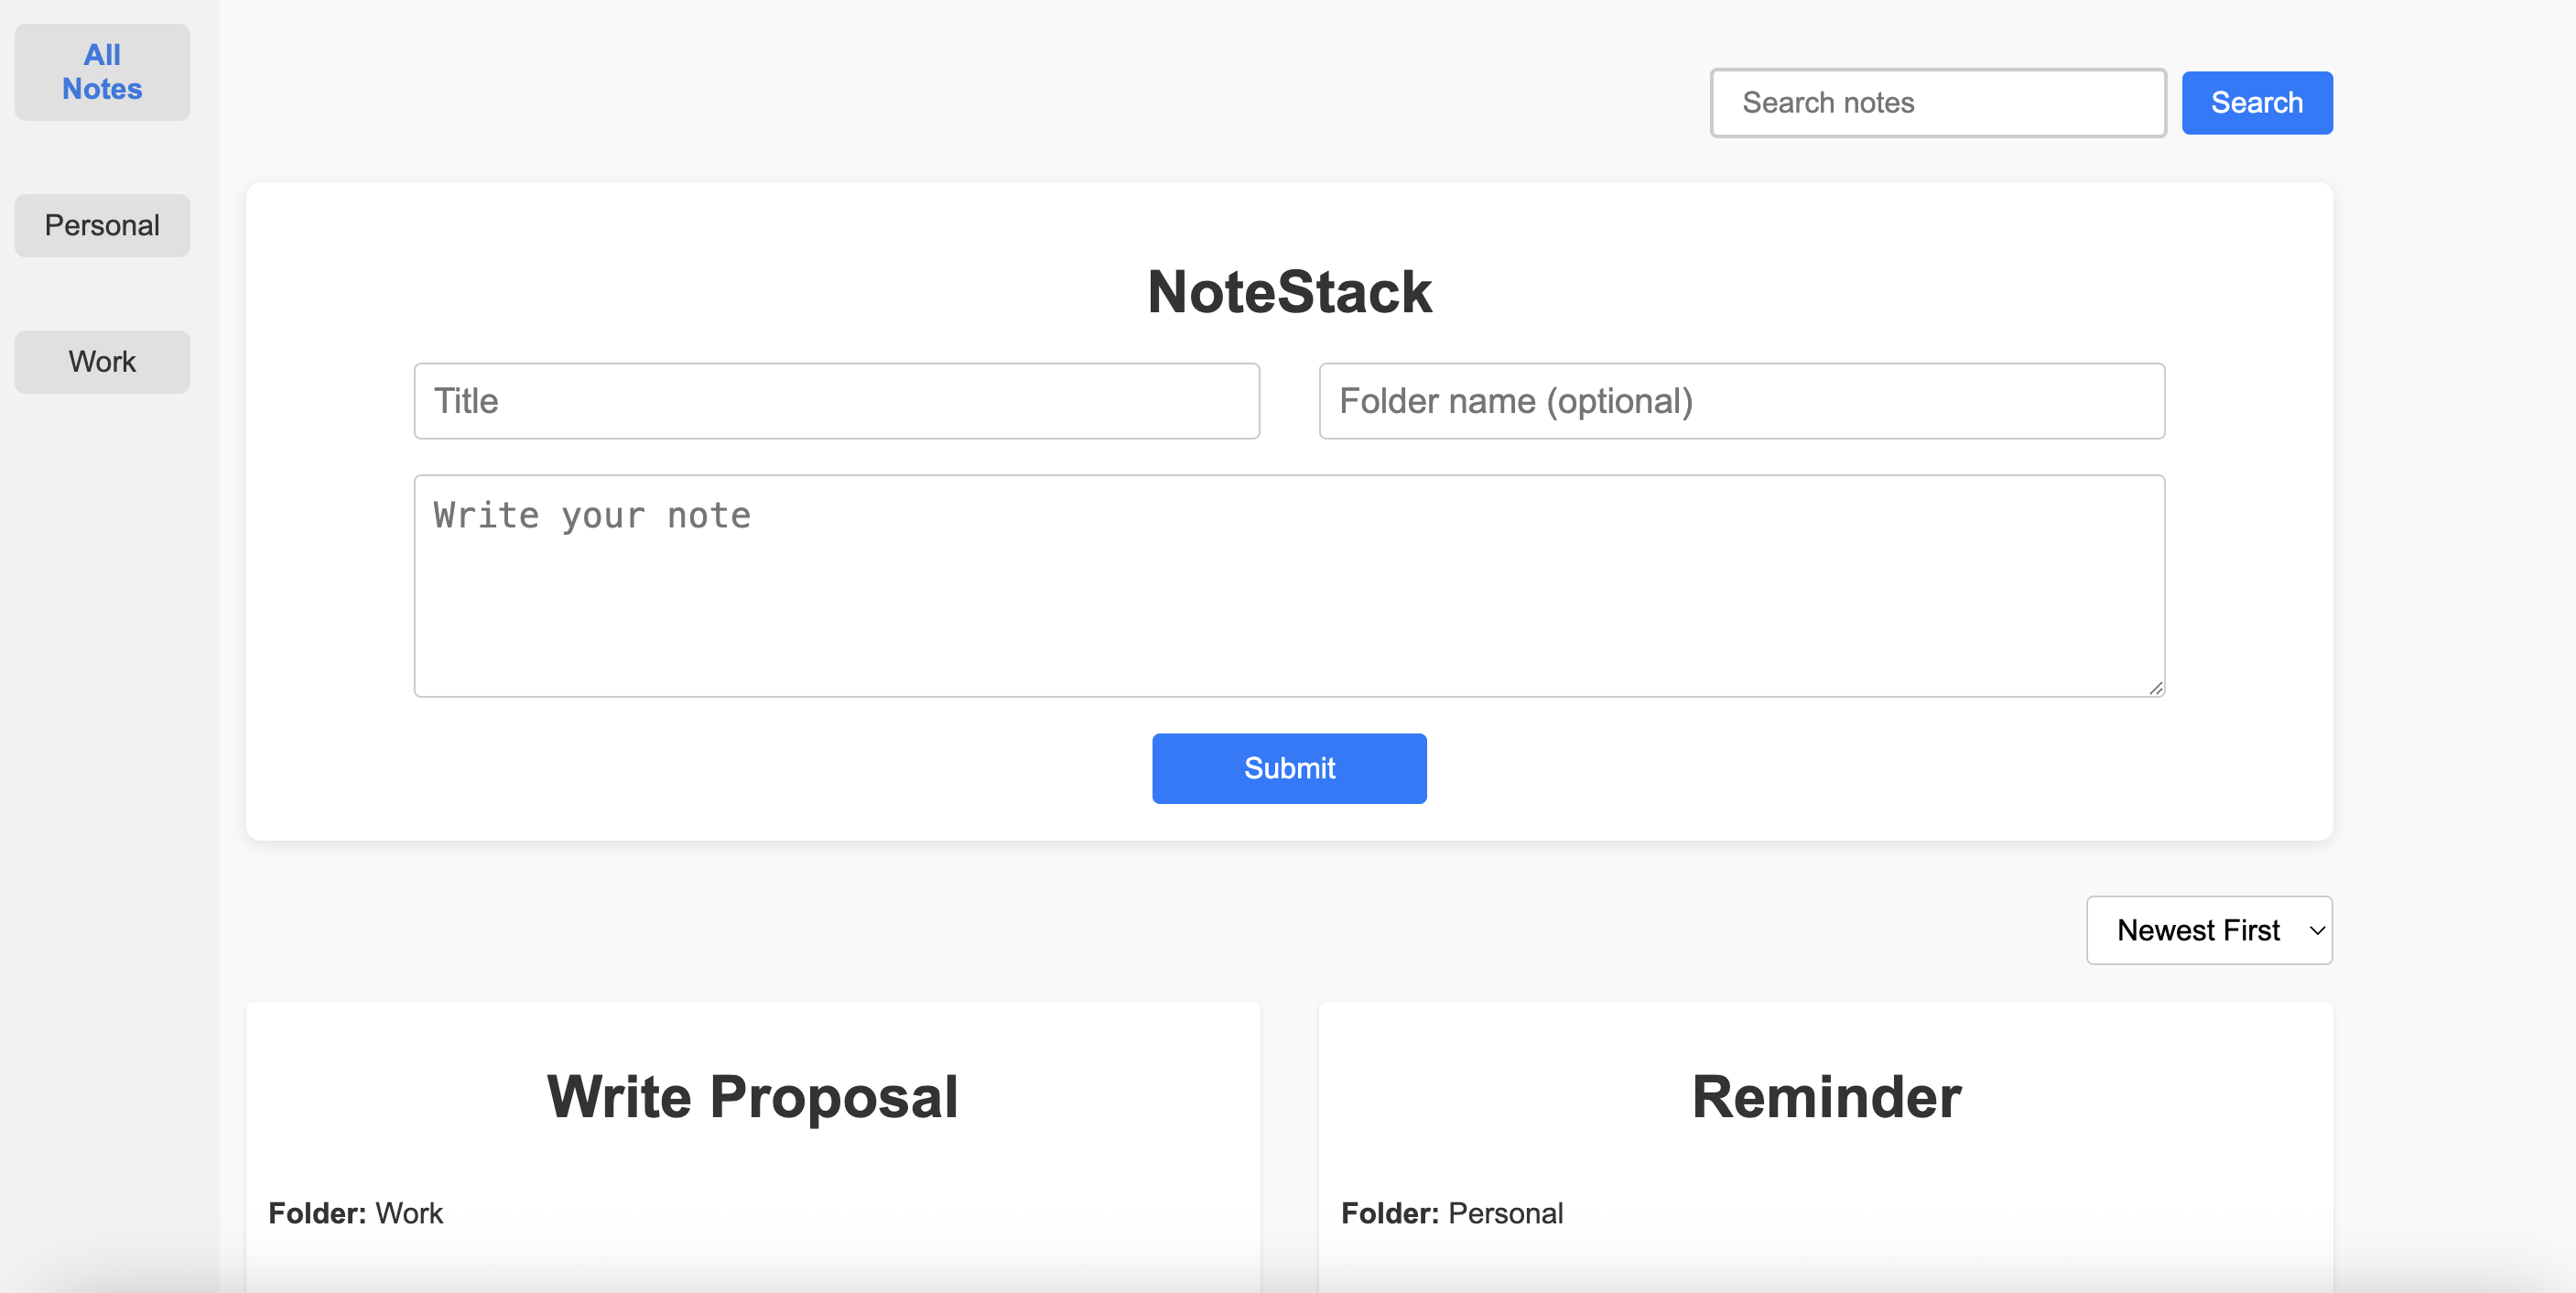 All
Notes
Personal
Work
Search notes
Search
NoteStack
Title
Folder name (optional)
Write your note
Submit
Newest First
Write Proposal
Folder: Work
Reminder
Folder: Personal